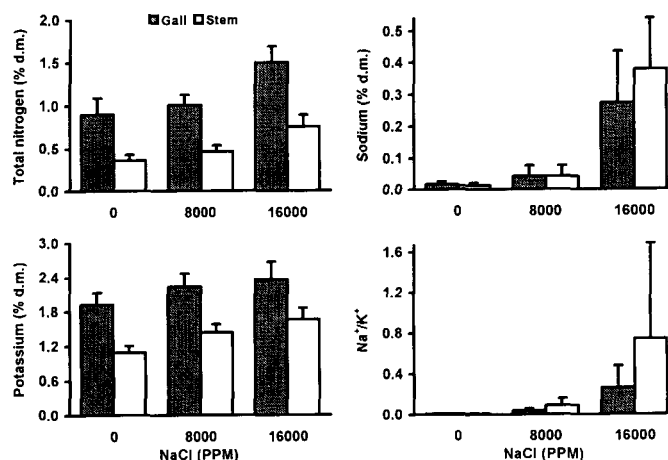 Gall Stem
Total nitrogen (% d.m.)
2.0
1.5
1.0
0.5
0.0
0 8000 16000
Sodium (% d.m.)
0.5
0.4
0.3
0.2
0.1
0.0
0 8000 16000
Potassium (% d.m.)
3.0
2.4
1.8
1.2
0.6
0.0
0 8000 16000
NaCl (PPM)
Na⁺/K⁺
1.6
1.2
0.8
0.4
0.0
0 8000 16000
NaCl (PPM)